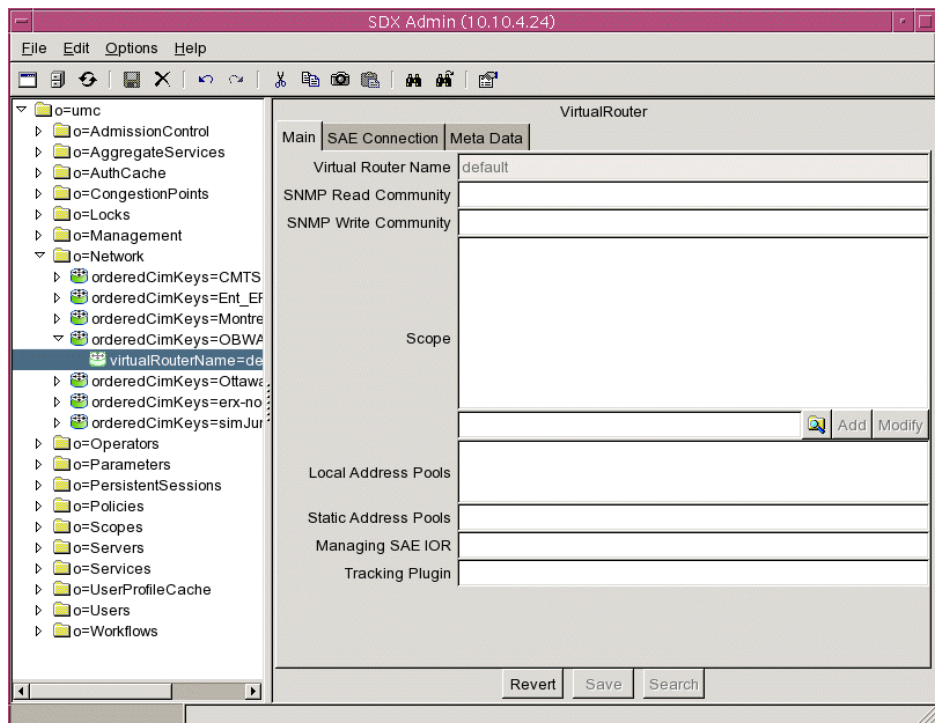 SDX Admin (10.10.4.24)
File Edit Options Help
o=umc
o=AdmissionControl
o=AggregateServices
o=AuthCache
o=CongestionPoints
o=Locks
o=Management
o=Network
orderedCimKeys=CMTS
orderedCimKeys=Ent_EF
orderedCimKeys=Montre
orderedCimKeys=OBWA
virtualRouterName=de
orderedCimKeys=Ottawa
orderedCimKeys=erx-no
orderedCimKeys=simJur
o=Operators
o=Parameters
o=PersistentSessions
o=Policies
o=Scopes
o=Servers
o=Services
o=UserProfileCache
o=Users
o=Workflows
VirtualRouter
Main SAE Connection Meta Data
Virtual Router Name default
SNMP Read Community
SNMP Write Community
Scope
Add Modify
Local Address Pools
Static Address Pools
Managing SAE IOR
Tracking Plugin
Revert Save Search